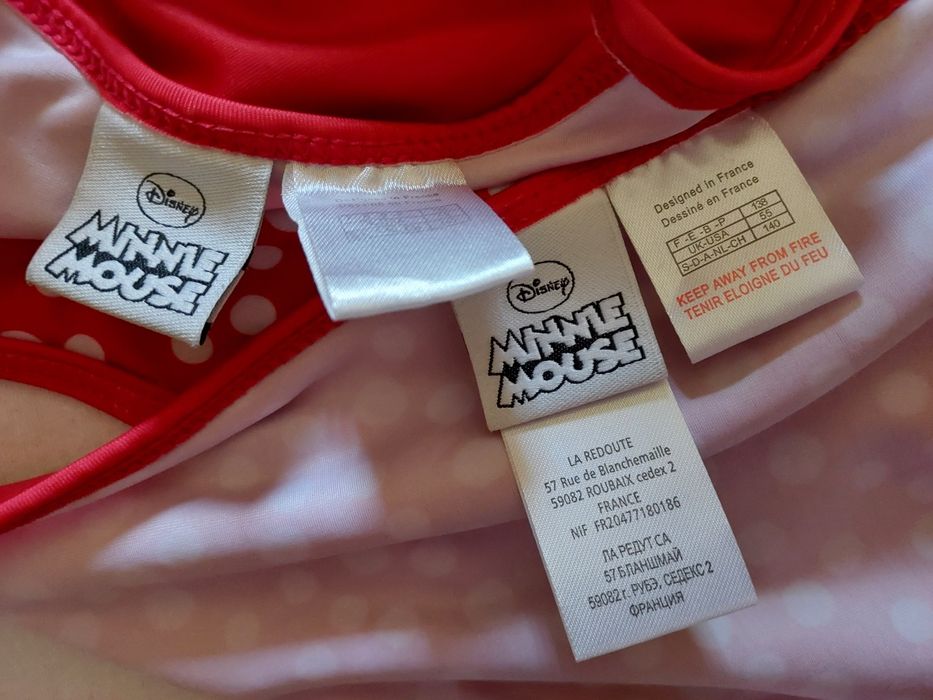 Disney
MINNIE
MOUSE
Disney
MINNIE
MOUSE
LA REDOUTE
57 Rue de Blanchemaille
59082 ROUBAIX cedex 2
FRANCE
NIF FR20477180186
ЛА РЕДУТ СА
57 БЛАНШМАЙ
59082 г. РУБЭ, СЕДЕКС 2
ФРАНЦИЯ
Designed in France
Dessiné en France
F - E - B - P 138
UK-USA 55
S-D-A-NL-CH 140
KEEP AWAY FROM FIRE
TENIR ELOIGNE DU FEU